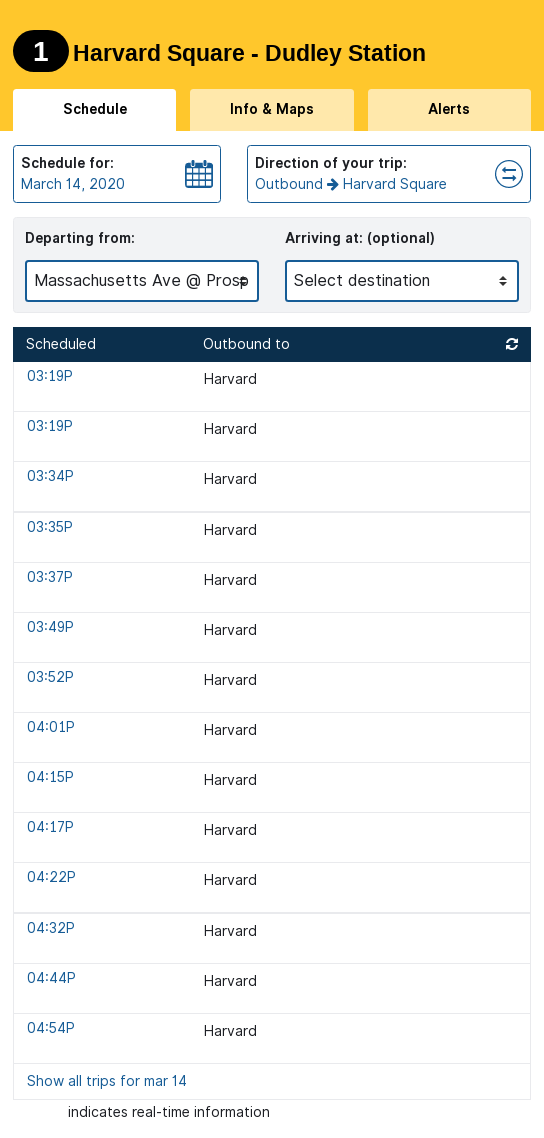 1 Harvard Square - Dudley Station
Schedule Info & Maps Alerts
Schedule for:
March 14, 2020
Direction of your trip:
Outbound Harvard Square
Departing from:
Massachusetts Ave @ Prosp
Arriving at: (optional)
Select destination
Scheduled Outbound to
03:19P Harvard
03:19P Harvard
03:34P Harvard
03:35P Harvard
03:37P Harvard
03:49P Harvard
03:52P Harvard
04:01P Harvard
04:15P Harvard
04:17P Harvard
04:22P Harvard
04:32P Harvard
04:44P Harvard
04:54P Harvard
Show all trips for mar 14
indicates real-time information